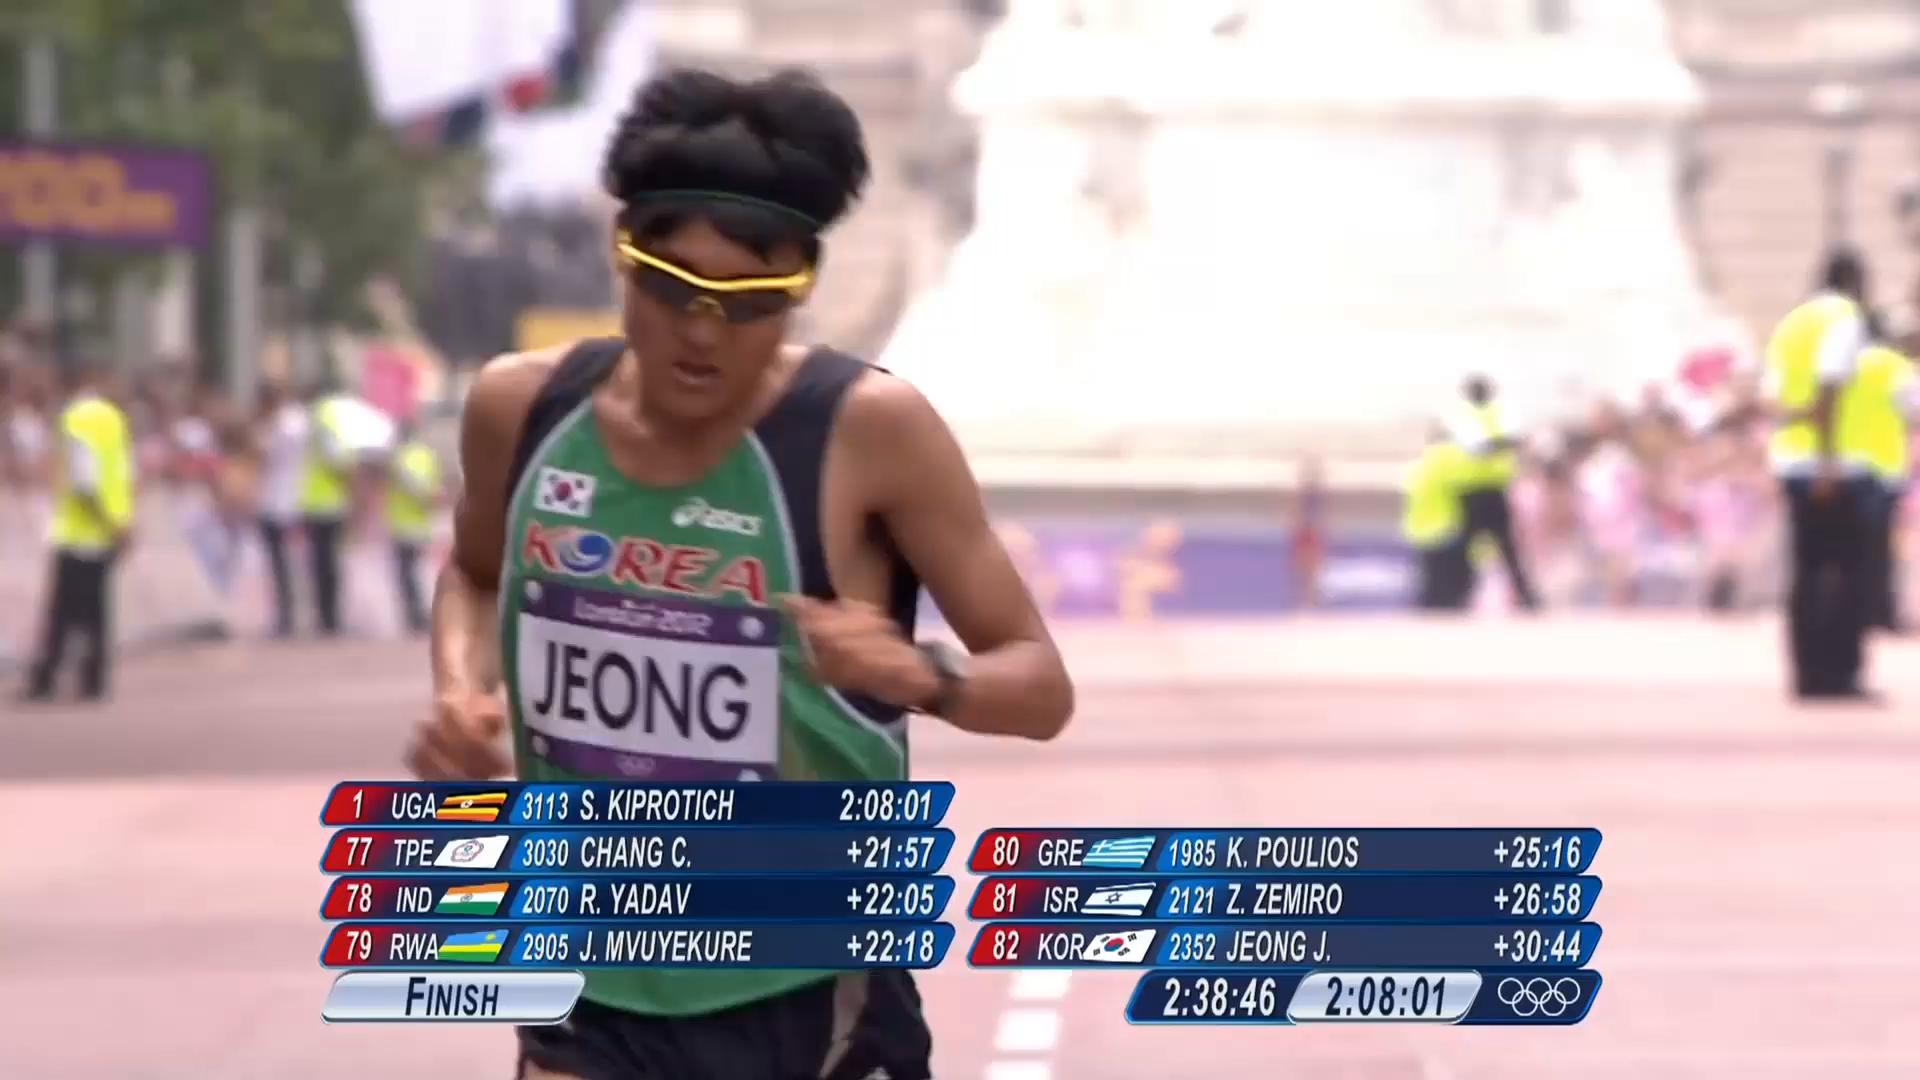 asics
KOREA
London 2012
JEONG
1 UGA 3113 S. KIPROTICH 2:08:01
77 TPE 3030 CHANG C. +21:57
78 IND 2070 R. YADAV +22:05
79 RWA 2905 J. MVUYEKURE +22:18
80 GRE 1985 K. POULIOS +25:16
81 ISR 2121 Z. ZEMIRO +26:58
82 KOR 2352 JEONG J. +30:44
FINISH
2:38:46 2:08:01